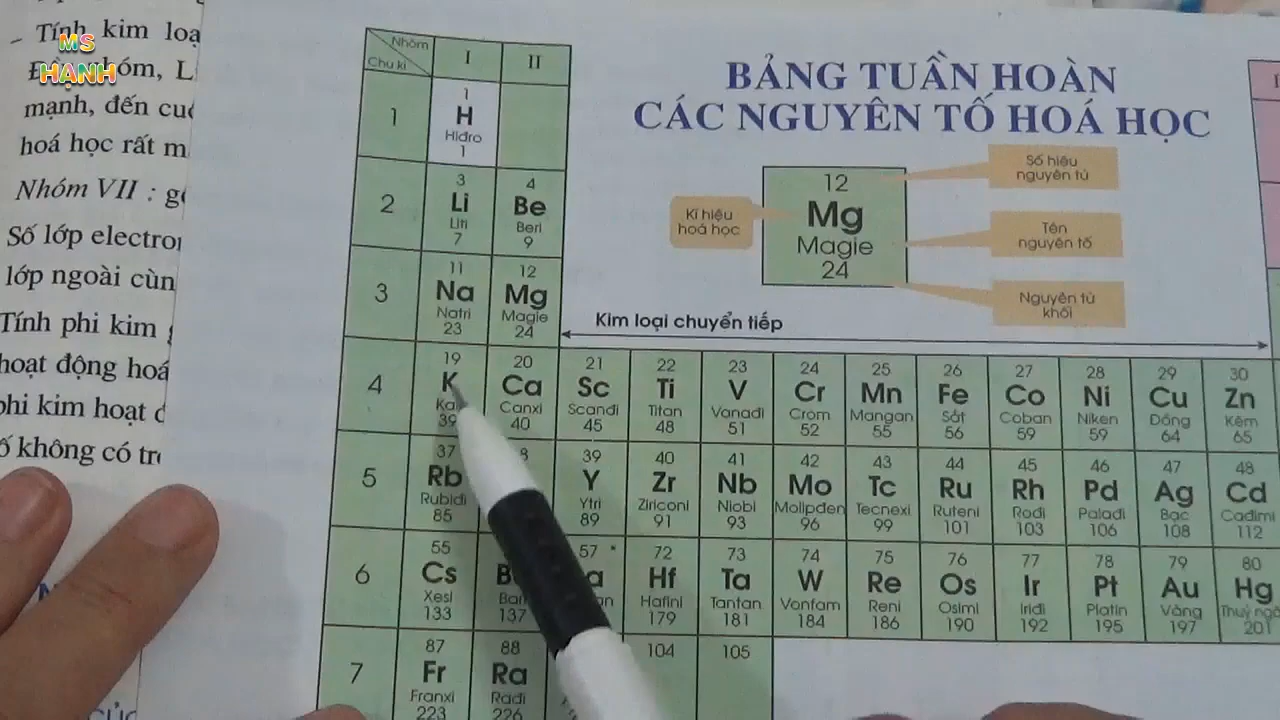 MS
HẠNH
Tính kim
mạnh, đến
hoá học rất
Nhóm VII :
Số lớp
lớp ngoài
Tính phi kim
động hoá
kim hoạt
không có
BẢNG TUẦN HOÀN
CÁC NGUYÊN TỐ HOÁ HỌC
Nhóm
Chu kì
I
II
1
1
H
Hiđro
1
2
3
Li
Liti
7
4
Be
Beri
9
3
11
Na
Natri
23
12
Mg
Magie
24
12
Mg
Magie
24
Số hiệu
nguyên tử
Kí hiệu
hoá học
Tên
nguyên tố
Nguyên tử
khối
Kim loại chuyển tiếp
4
19
K
39
20
Ca
Canxi
40
21
Sc
Scanđi
45
22
Ti
Titan
48
23
V
Vanađi
51
24
Cr
Crom
52
25
Mn
Mangan
55
26
Fe
Sắt
56
27
Co
Coban
59
28
Ni
Niken
59
29
Cu
Đồng
64
30
Zn
Kẽm
65
5
37
Rb
Rubiđi
85
39
Y
Ytri
89
40
Zr
Ziriconi
91
41
Nb
Niobi
93
42
Mo
Molipđen
96
43
Tc
Tecnexi
99
44
Ru
Ruteni
101
45
Rh
Rođi
103
46
Pd
Palađi
106
47
Ag
Bạc
108
48
Cd
Cađimi
112
6
55
Cs
Xesi
133
137
57 *
72
Hf
Hafini
179
73
Ta
Tantan
181
74
W
Vonfam
184
75
Re
Reni
186
76
Os
Osimi
190
77
Ir
Iriđi
192
78
Pt
Platin
195
79
Au
Vàng
197
80
Hg
201
7
87
Fr
Franxi
223
88
Ra
Rađi
226
104
105